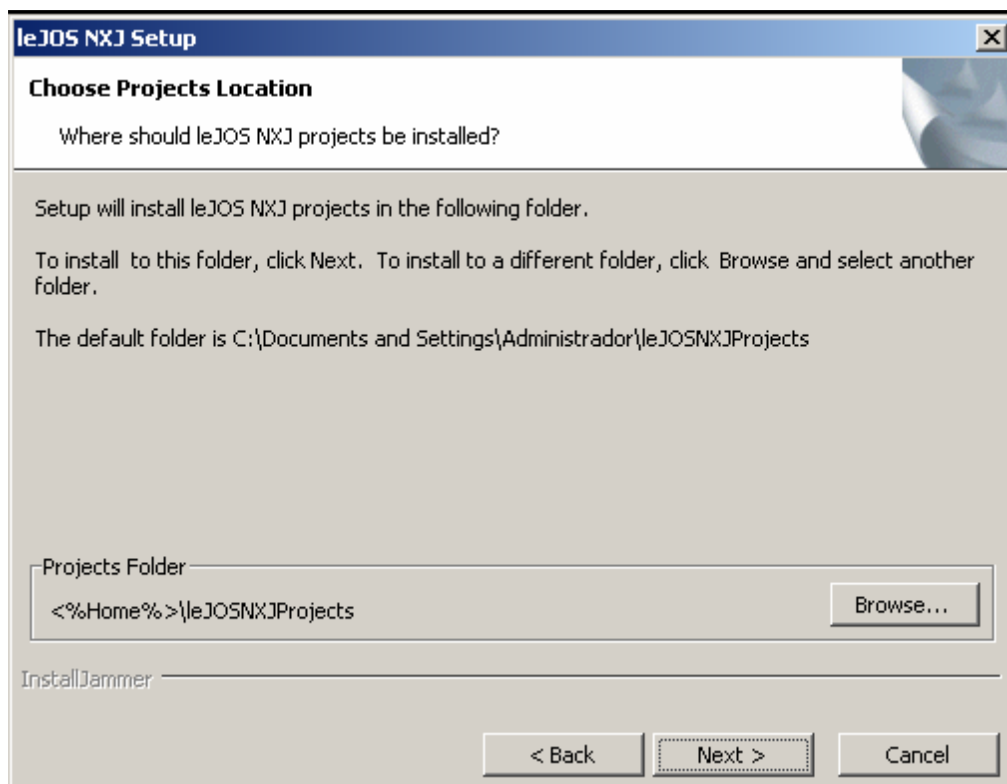 leJOS NXJ Setup
Choose Projects Location
Where should leJOS NXJ projects be installed?
Setup will install leJOS NXJ projects in the following folder.
To install  to this folder, click Next.  To install to a different folder, click  Browse and select another
folder.
The default folder is C:\Documents and Settings\Administrador\leJOSNXJProjects
Projects Folder
<%Home%>\leJOSNXJProjects
Browse...
InstallJammer
< Back
Next >
Cancel